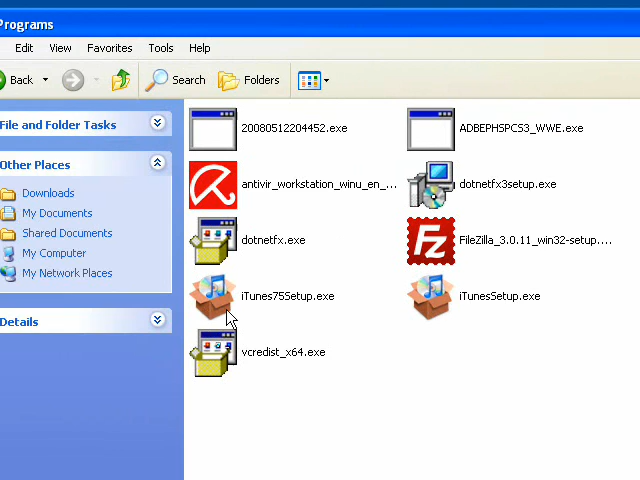 Programs
Edit View Favorites Tools Help
Back Search Folders
File and Folder Tasks
Other Places
Downloads
My Documents
Shared Documents
My Computer
My Network Places
Details
20080512204452.exe
ADBEPHSPCS3_WWE.exe
antivir_workstation_winu_en_...
dotnetfx3setup.exe
dotnetfx.exe
FileZilla_3.0.11_win32-setup....
iTunes75Setup.exe
iTunesSetup.exe
vcredist_x64.exe